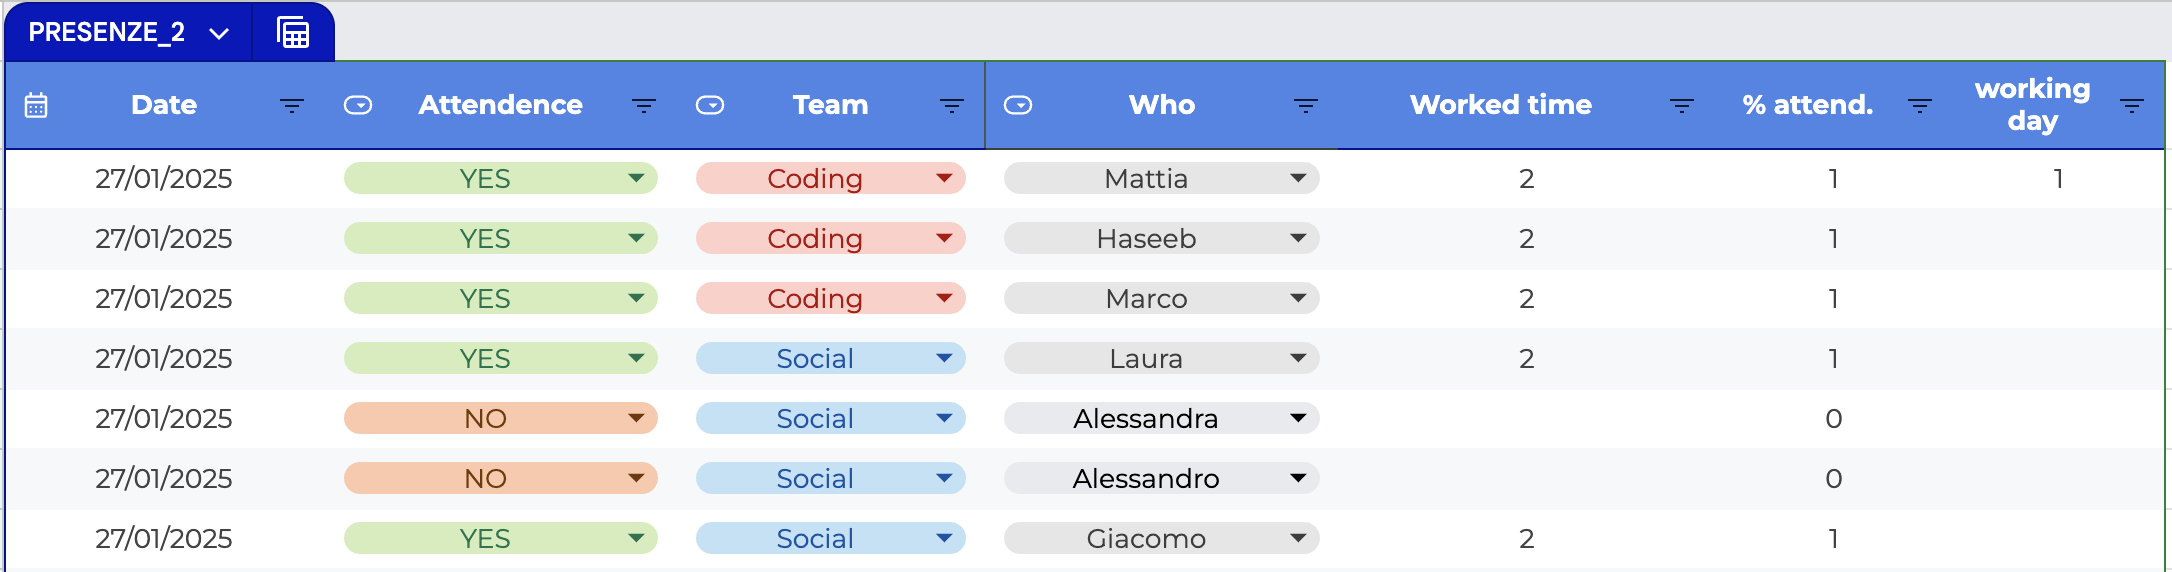 PRESENZE_2
Date Attendence Team Who Worked time % attend. working day
27/01/2025 YES Coding Mattia 2 1 1
27/01/2025 YES Coding Haseeb 2 1
27/01/2025 YES Coding Marco 2 1
27/01/2025 YES Social Laura 2 1
27/01/2025 NO Social Alessandra 0
27/01/2025 NO Social Alessandro 0
27/01/2025 YES Social Giacomo 2 1